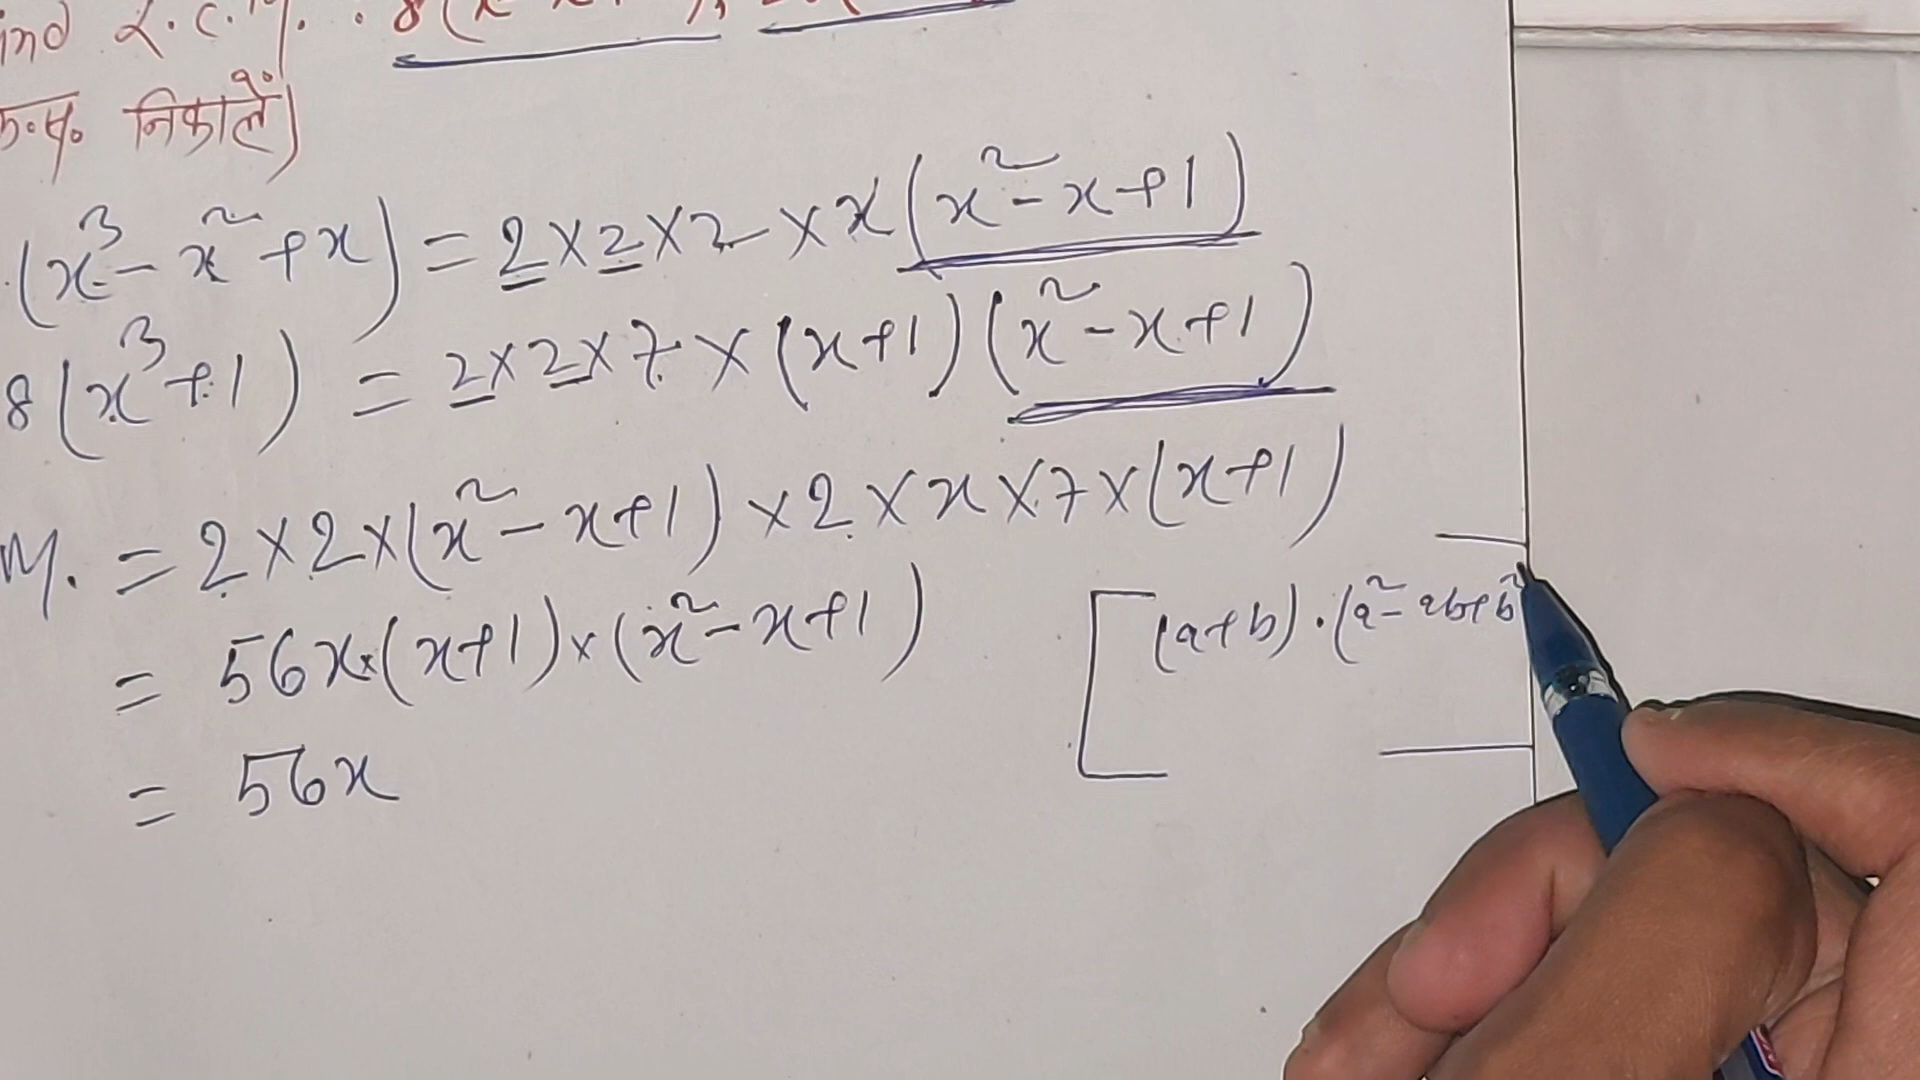 ind L.C.M. : 8(x
निकालें)
(x³ - x² + x) = 2 × 2 × 2 × x (x² - x + 1)
8(x³ + 1) = 2 × 2 × 7 × (x + 1) (x² - x + 1)
M. = 2 × 2 × (x² - x + 1) × 2 × x × 7 × (x + 1)
= 56x × (x + 1) × (x² - x + 1)
[(a + b) · (a² - ab + b²
= 56x